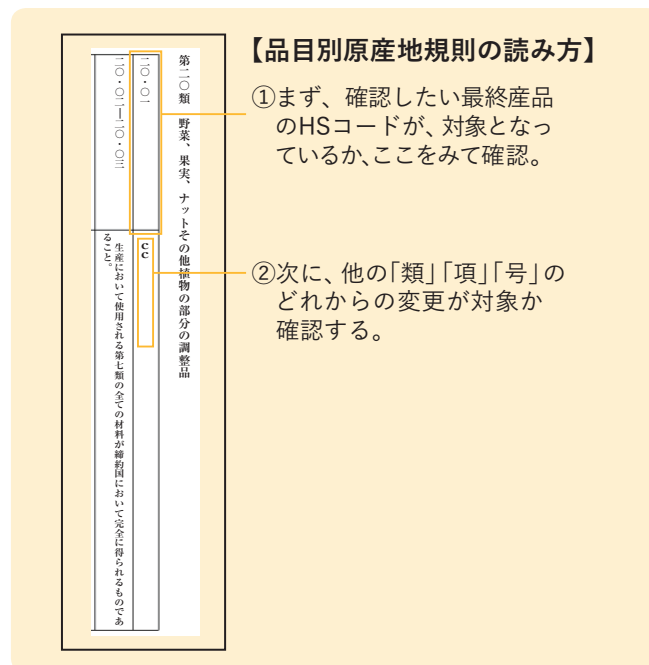 【品目別原産地規則の読み方】
①まず、確認したい最終産品
のHSコードが、対象となっ
ているか、ここをみて確認。
②次に、他の「類」「項」「号」の
どれからの変更が対象か
確認する。
第二〇類 野菜、果実、ナットその他植物の部分の調整品
二〇・〇一
CC
二〇・〇二―二〇・〇三
生産において使用される第七類の全ての材料が締約国において完全に得られるものであ
ること。